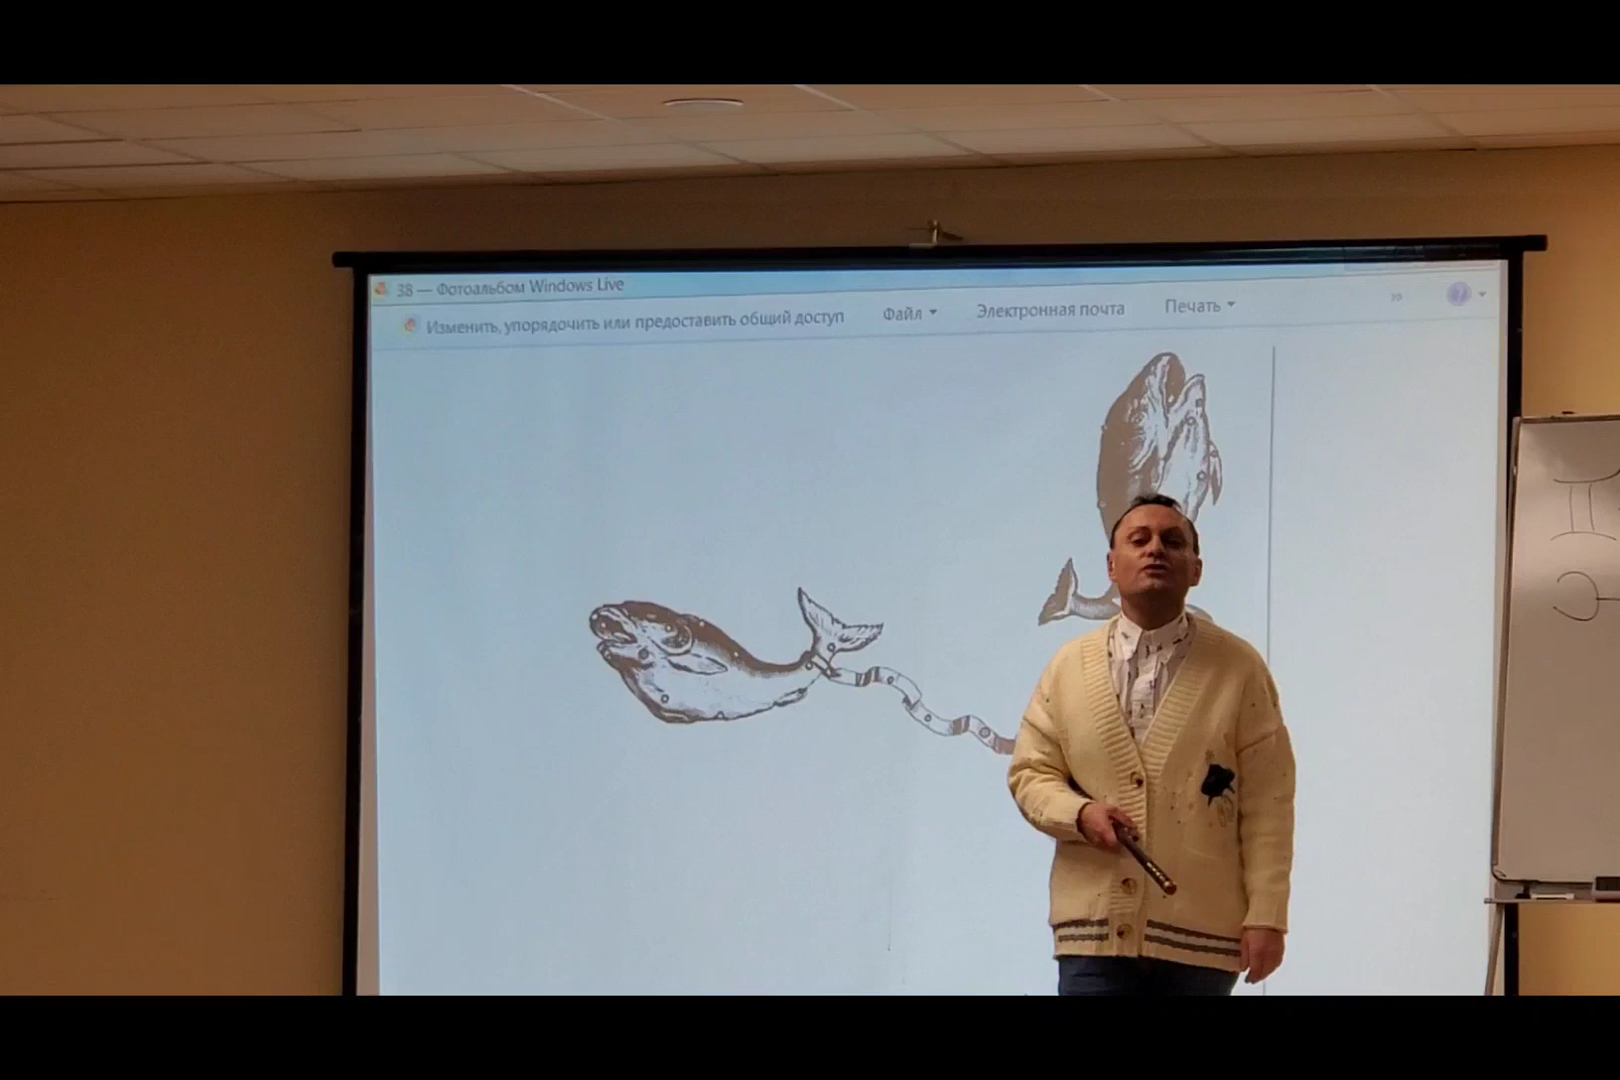 38 — Фотоальбом Windows Live
Изменить, упорядочить или предоставить общий доступ Файл Электронная почта Печать » ?